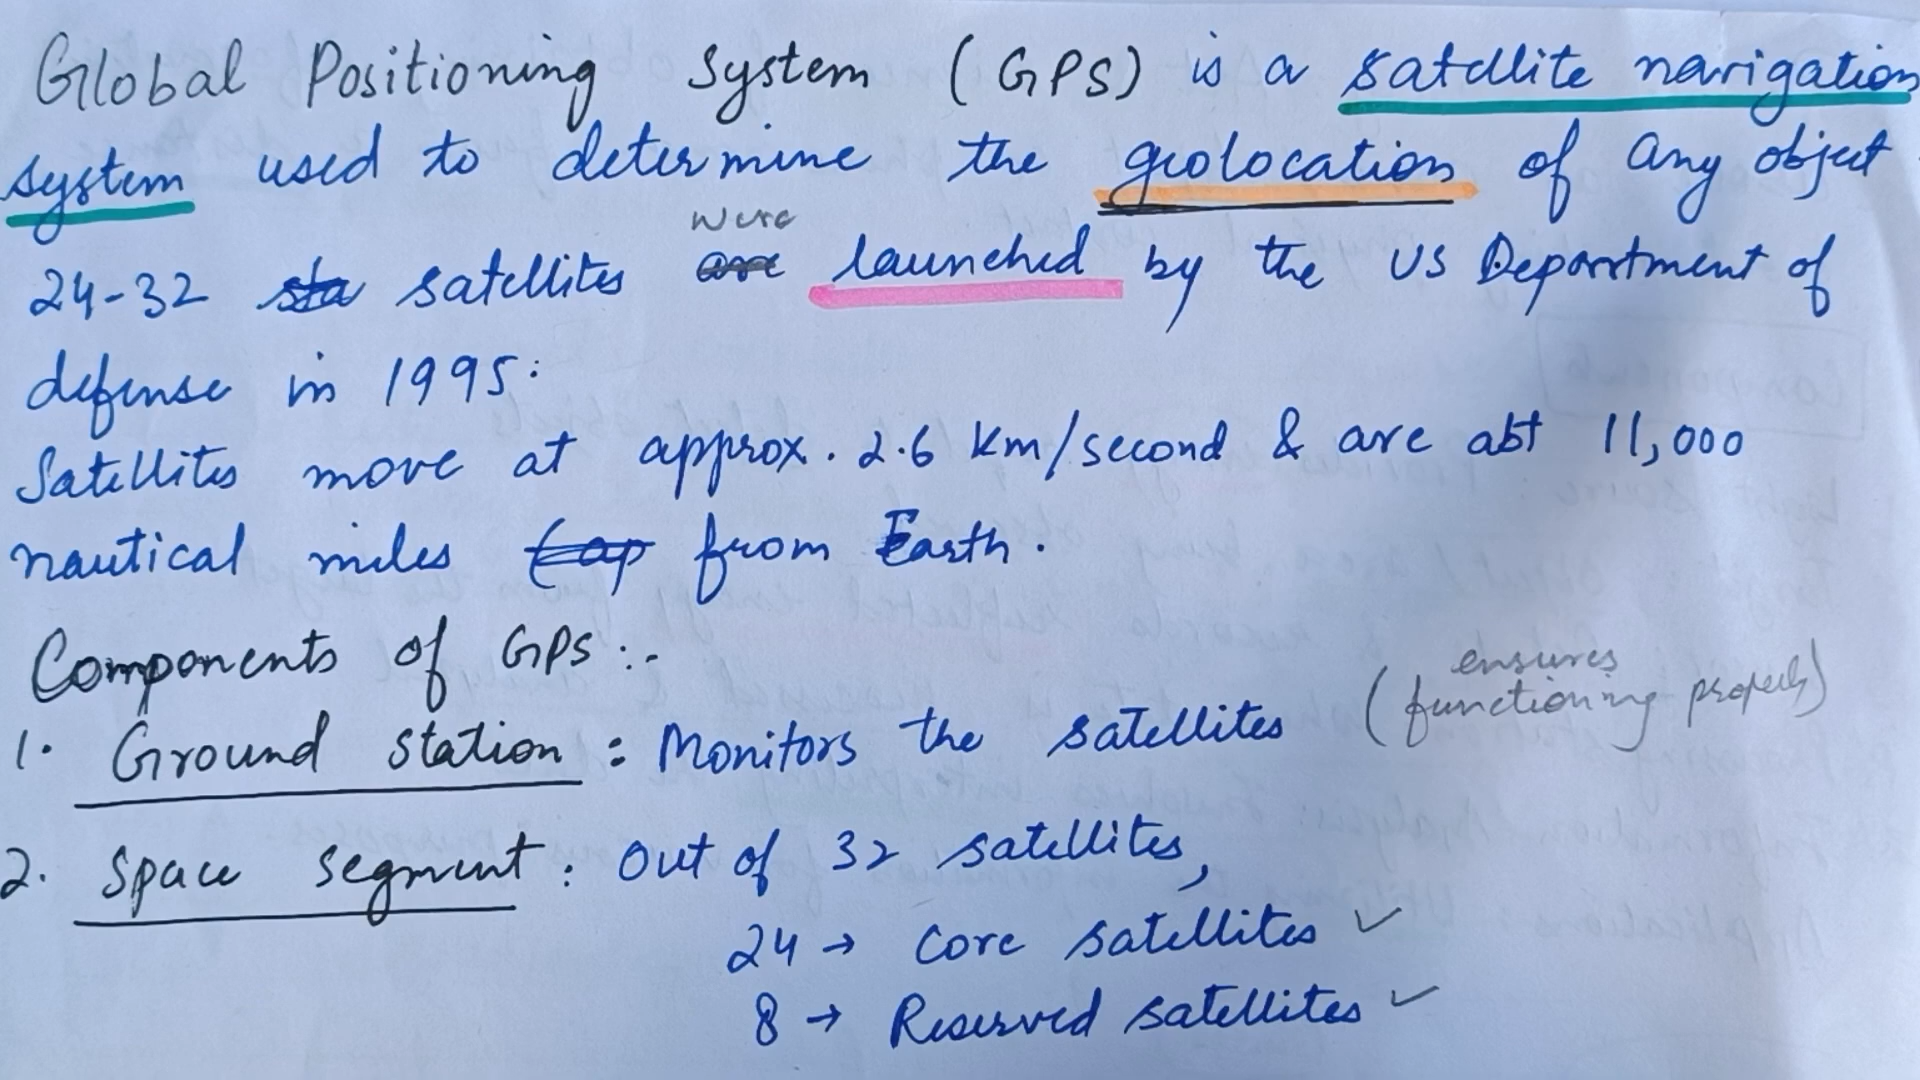 Global Positioning System (GPS) is a satellite navigation
system used to determine the geolocation of any object
were
24-32 sta satellites are launched by the US Department of
defense in 1995:
Satellites move at approx. 2.6 km/second & are abt 11,000
nautical miles (ap from Earth.
Components of GPS:-
ensures
1. Ground station: Monitors the satellites (functioning properly)
2. Space segment: Out of 32 satellites,
24 → Core satellites ✓
8 → Reserved satellites ✓